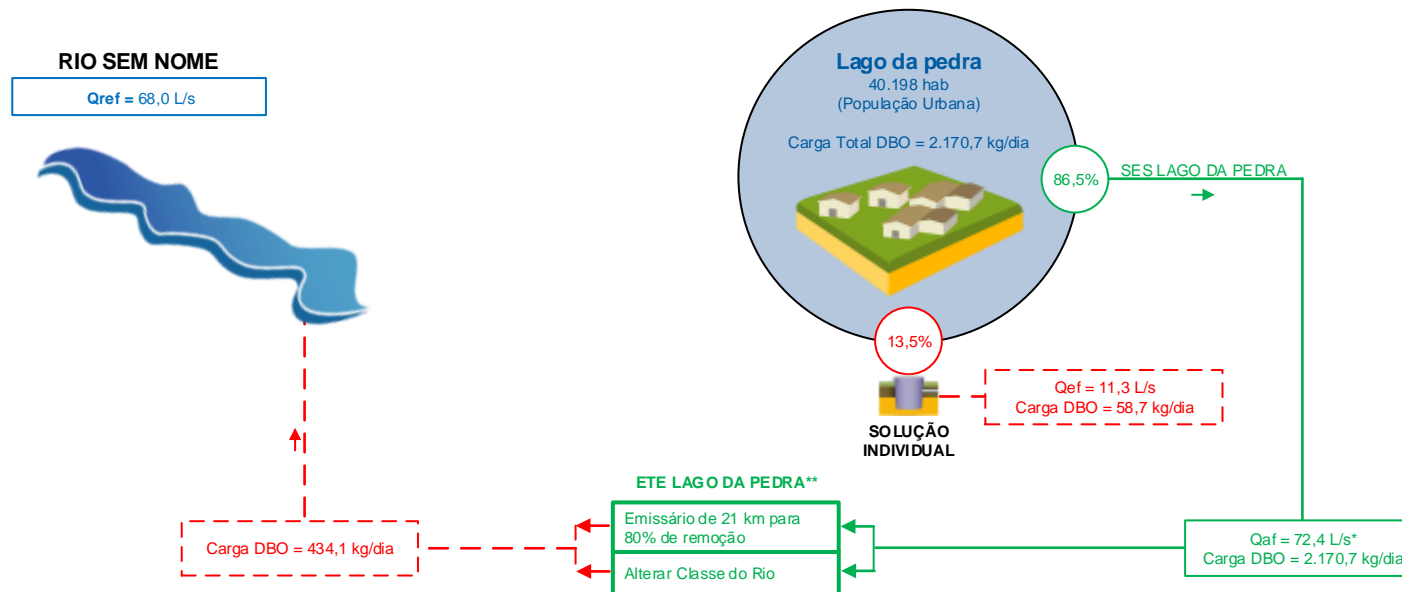 RIO SEM NOME
Qref = 68,0 L/s
Lago da pedra
40.198 hab
(População Urbana)
Carga Total DBO = 2.170,7 kg/dia
86,5%
SES LAGO DA PEDRA
13,5%
Qef = 11,3 L/s
Carga DBO = 58,7 kg/dia
SOLUÇÃO
INDIVIDUAL
ETE LAGO DA PEDRA**
Emissário de 21 km para
80% de remoção
Alterar Classe do Rio
Carga DBO = 434,1 kg/dia
Qaf = 72,4 L/s*
Carga DBO = 2.170,7 kg/dia